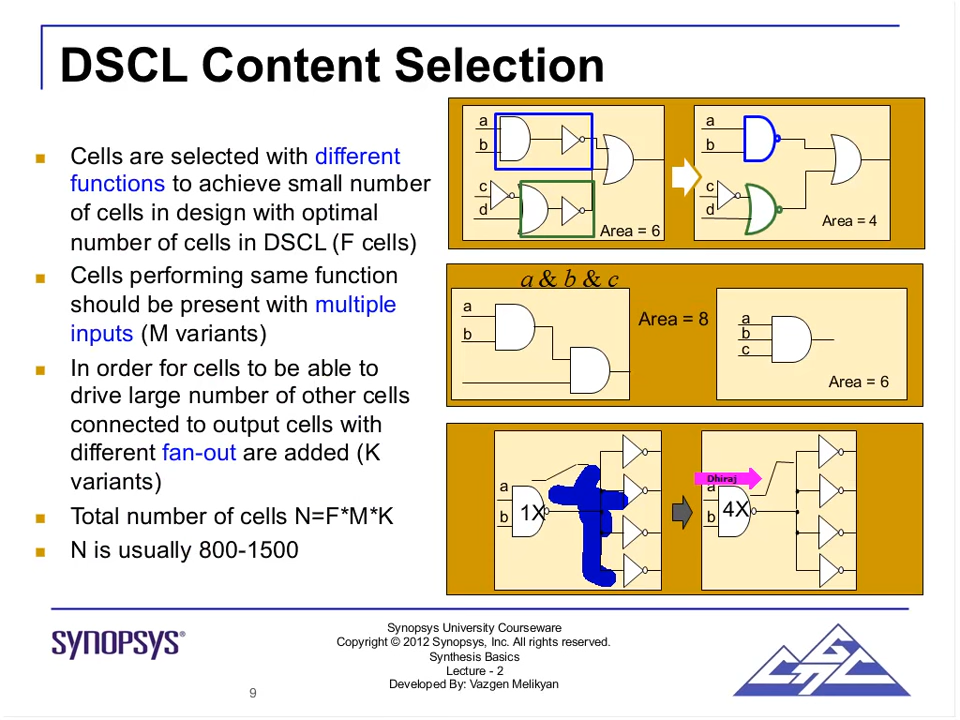 DSCL Content Selection
Cells are selected with different
functions to achieve small number
of cells in design with optimal
number of cells in DSCL (F cells)
Cells performing same function
should be present with multiple
inputs (M variants)
In order for cells to be able to
drive large number of other cells
connected to output cells with
different fan-out are added (K
variants)
Total number of cells N=F*M*K
N is usually 800-1500
a
b
c
d
Area = 6
a
b
c
d
Area = 4
a & b & c
a
b
Area = 8
a
b
c
Area = 6
a
b
1X
Dhiraj
a
b
4X
SYNOPSYS®
Synopsys University Courseware
Copyright © 2012 Synopsys, Inc. All rights reserved.
Synthesis Basics
Lecture - 2
Developed By: Vazgen Melikyan
9